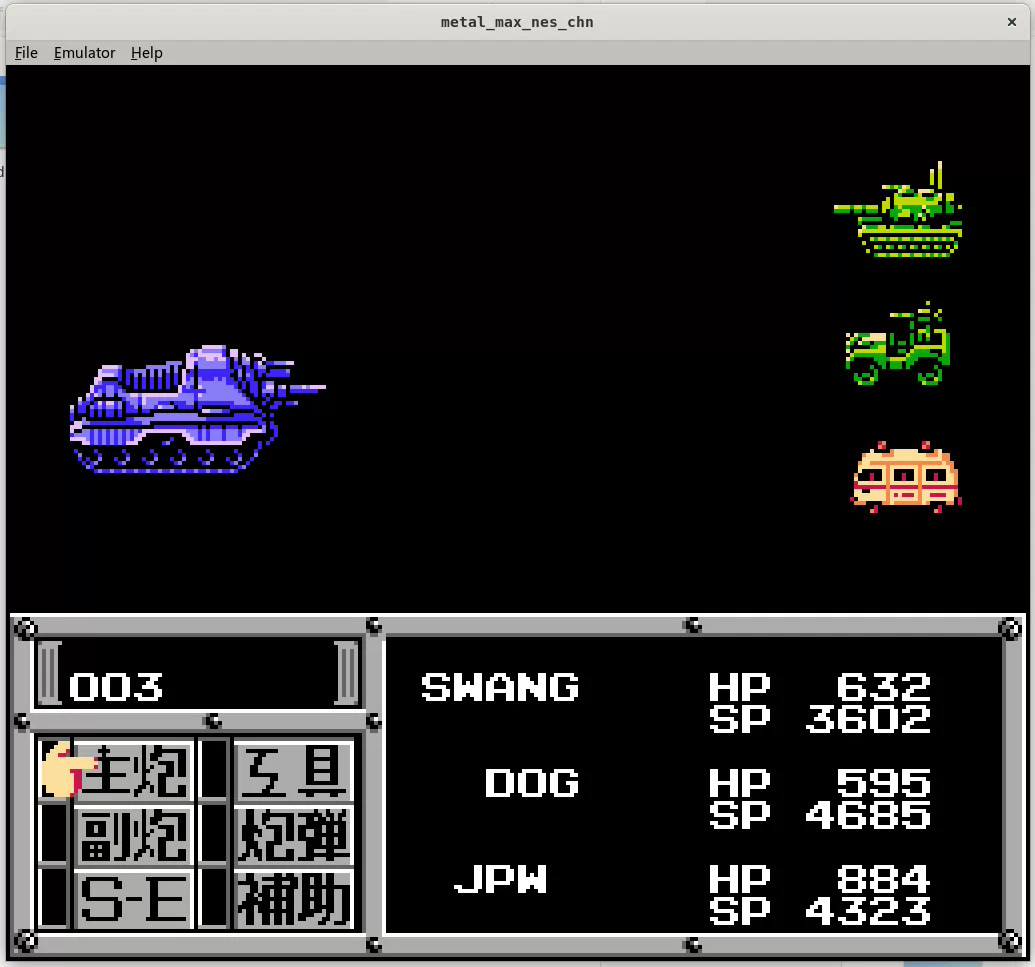 metal_max_nes_chn
×
File Emulator Help
003
主炮 工具
副炮 炮弹
S-E 補助
SWANG HP 632
SP 3602
DOG HP 595
SP 4685
JPW HP 884
SP 4323